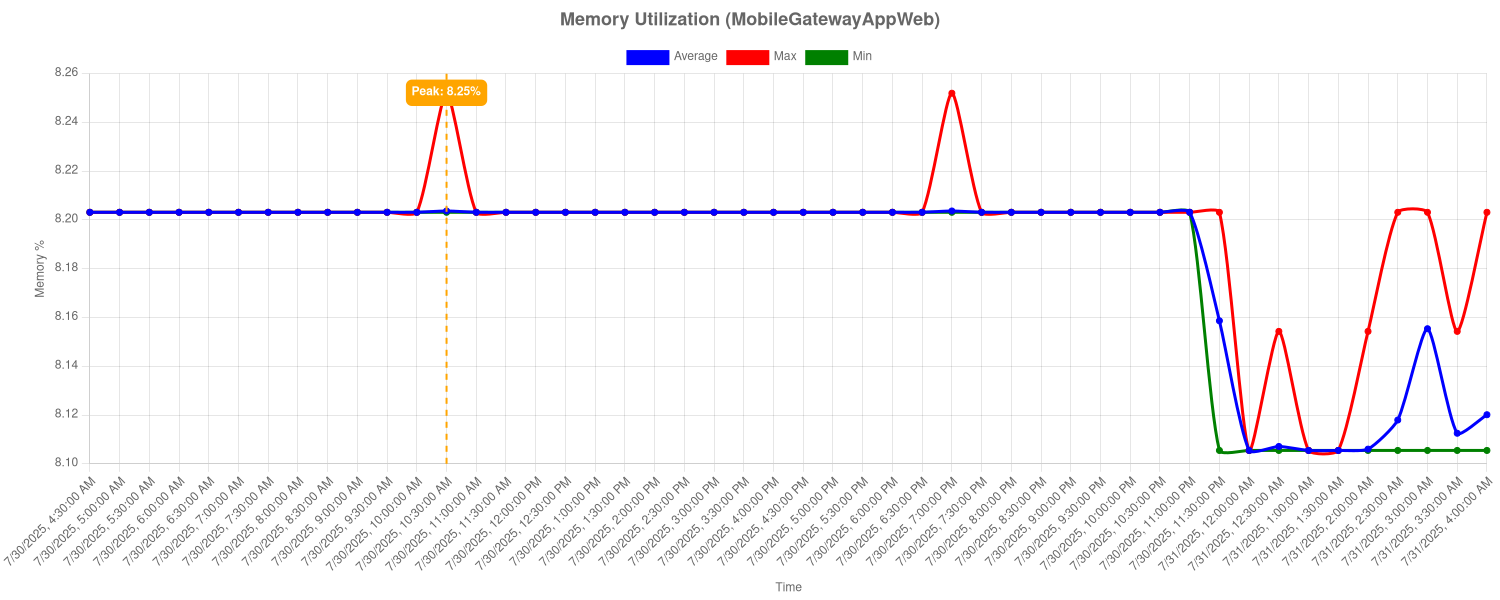 Memory Utilization (MobileGatewayAppWeb)
Average Max Min
8.26
8.24
8.22
8.20
8.18
8.16
8.14
8.12
8.10
Memory %
Peak: 8.25%
7/30/2025, 4:30:00 AM
7/30/2025, 5:00:00 AM
7/30/2025, 5:30:00 AM
7/30/2025, 6:00:00 AM
7/30/2025, 6:30:00 AM
7/30/2025, 7:00:00 AM
7/30/2025, 7:30:00 AM
7/30/2025, 8:00:00 AM
7/30/2025, 8:30:00 AM
7/30/2025, 9:00:00 AM
7/30/2025, 9:30:00 AM
7/30/2025, 10:00:00 AM
7/30/2025, 10:30:00 AM
7/30/2025, 11:00:00 AM
7/30/2025, 11:30:00 AM
7/30/2025, 12:00:00 PM
7/30/2025, 12:30:00 PM
7/30/2025, 1:00:00 PM
7/30/2025, 1:30:00 PM
7/30/2025, 2:00:00 PM
7/30/2025, 2:30:00 PM
7/30/2025, 3:00:00 PM
7/30/2025, 3:30:00 PM
7/30/2025, 4:00:00 PM
7/30/2025, 4:30:00 PM
7/30/2025, 5:00:00 PM
7/30/2025, 5:30:00 PM
7/30/2025, 6:00:00 PM
7/30/2025, 6:30:00 PM
7/30/2025, 7:00:00 PM
7/30/2025, 7:30:00 PM
7/30/2025, 8:00:00 PM
7/30/2025, 8:30:00 PM
7/30/2025, 9:00:00 PM
7/30/2025, 9:30:00 PM
7/30/2025, 10:00:00 PM
7/30/2025, 10:30:00 PM
7/30/2025, 11:00:00 PM
7/30/2025, 11:30:00 PM
7/31/2025, 12:00:00 AM
7/31/2025, 12:30:00 AM
7/31/2025, 1:00:00 AM
7/31/2025, 1:30:00 AM
7/31/2025, 2:00:00 AM
7/31/2025, 2:30:00 AM
7/31/2025, 3:00:00 AM
7/31/2025, 3:30:00 AM
7/31/2025, 4:00:00 AM
Time